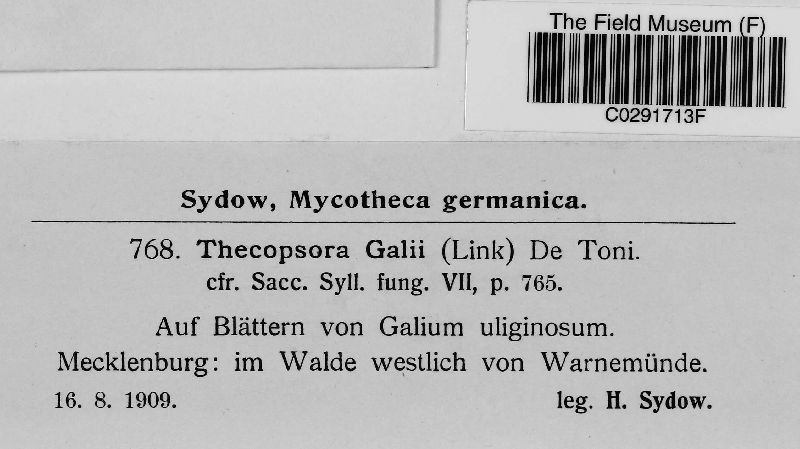 The Field Museum (F)
C0291713F
Sydow, Mycotheca germanica.
768. Thecopsora Galii (Link) De Toni.
cfr. Sacc. Syll. fung. VII, p. 765.
Auf Blättern von Galium uliginosum.
Mecklenburg: im Walde westlich von Warnemünde.
16. 8. 1909. leg. H. Sydow.